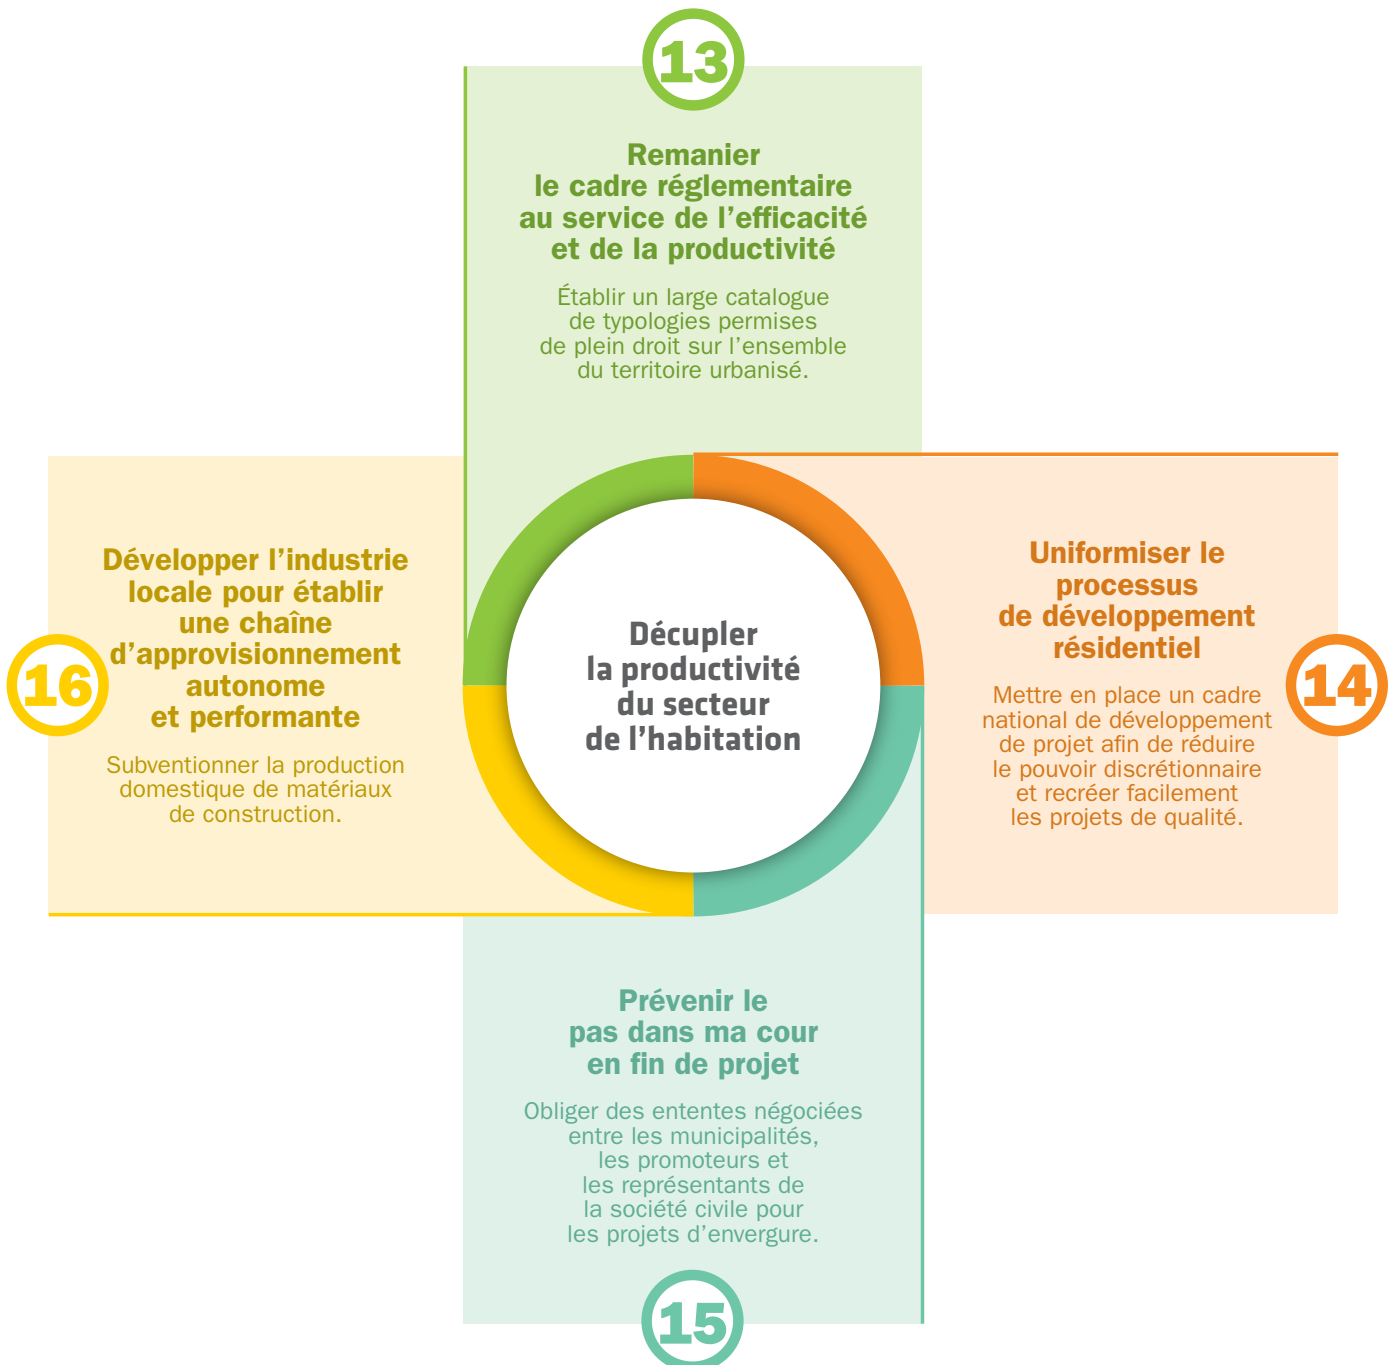 13
Remanier
le cadre réglementaire
au service de l’efficacité
et de la productivité
Établir un large catalogue
de typologies permises
de plein droit sur l’ensemble
du territoire urbanisé.
Décupler
la productivité
du secteur
de l’habitation
Uniformiser le
processus
de développement
résidentiel
Mettre en place un cadre
national de développement
de projet afin de réduire
le pouvoir discrétionnaire
et recréer facilement
les projets de qualité.
14
Prévenir le
pas dans ma cour
en fin de projet
Obliger des ententes négociées
entre les municipalités,
les promoteurs et
les représentants de
la société civile pour
les projets d’envergure.
15
Développer l’industrie
locale pour établir
une chaîne
d’approvisionnement
autonome
et performante
Subventionner la production
domestique de matériaux
de construction.
16